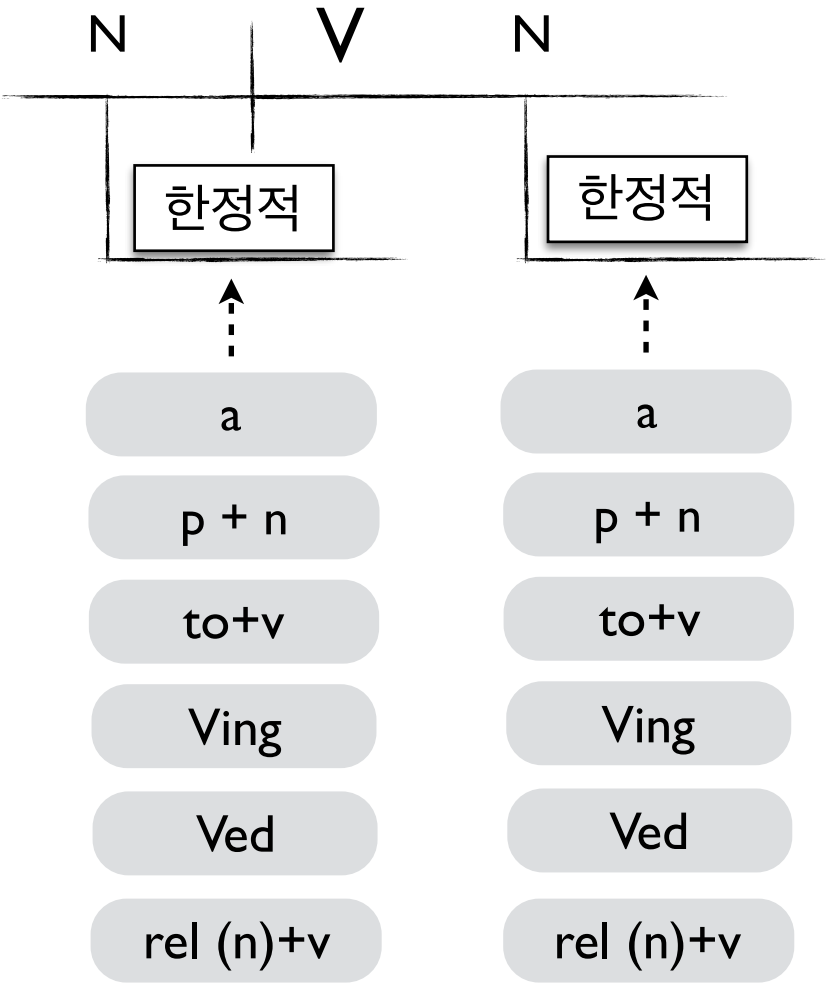 N V N
한정적 한정적
a a
p + n p + n
to+v to+v
Ving Ving
Ved Ved
rel (n)+v rel (n)+v